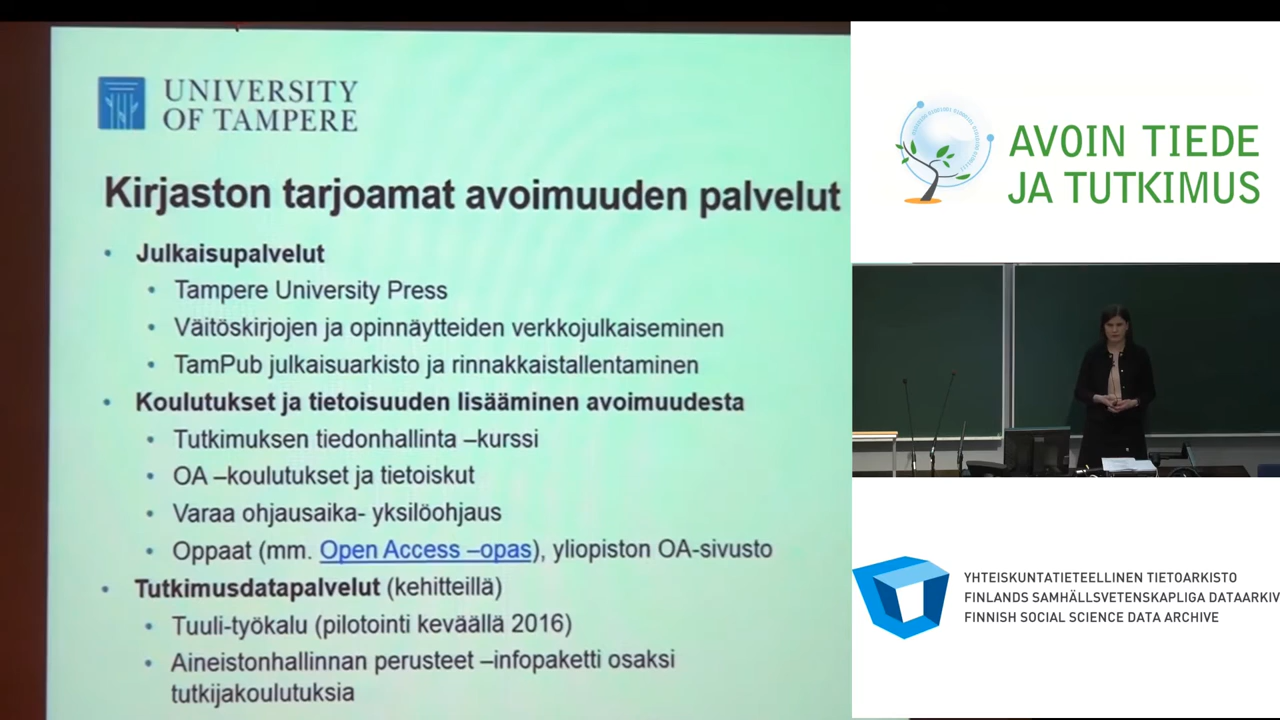 UNIVERSITY
OF TAMPERE
Kirjaston tarjoamat avoimuuden palvelut
• Julkaisupalvelut
• Tampere University Press
• Väitöskirjojen ja opinnäytteiden verkkojulkaiseminen
• TamPub julkaisuarkisto ja rinnakkaistallentaminen
• Koulutukset ja tietoisuuden lisääminen avoimuudesta
• Tutkimuksen tiedonhallinta –kurssi
• OA –koulutukset ja tietoiskut
• Varaa ohjausaika- yksilöohjaus
• Oppaat (mm. Open Access –opas), yliopiston OA-sivusto
• Tutkimusdatapalvelut (kehitteillä)
• Tuuli-työkalu (pilotointi keväällä 2016)
• Aineistonhallinnan perusteet –infopaketti osaksi
tutkijakoulutuksia
AVOIN TIEDE
JA TUTKIMUS
YHTEISKUNTATIETEELLINEN TIETOARKISTO
FINLANDS SAMHÄLLSVETENSKAPLIGA DATAARKIV
FINNISH SOCIAL SCIENCE DATA ARCHIVE